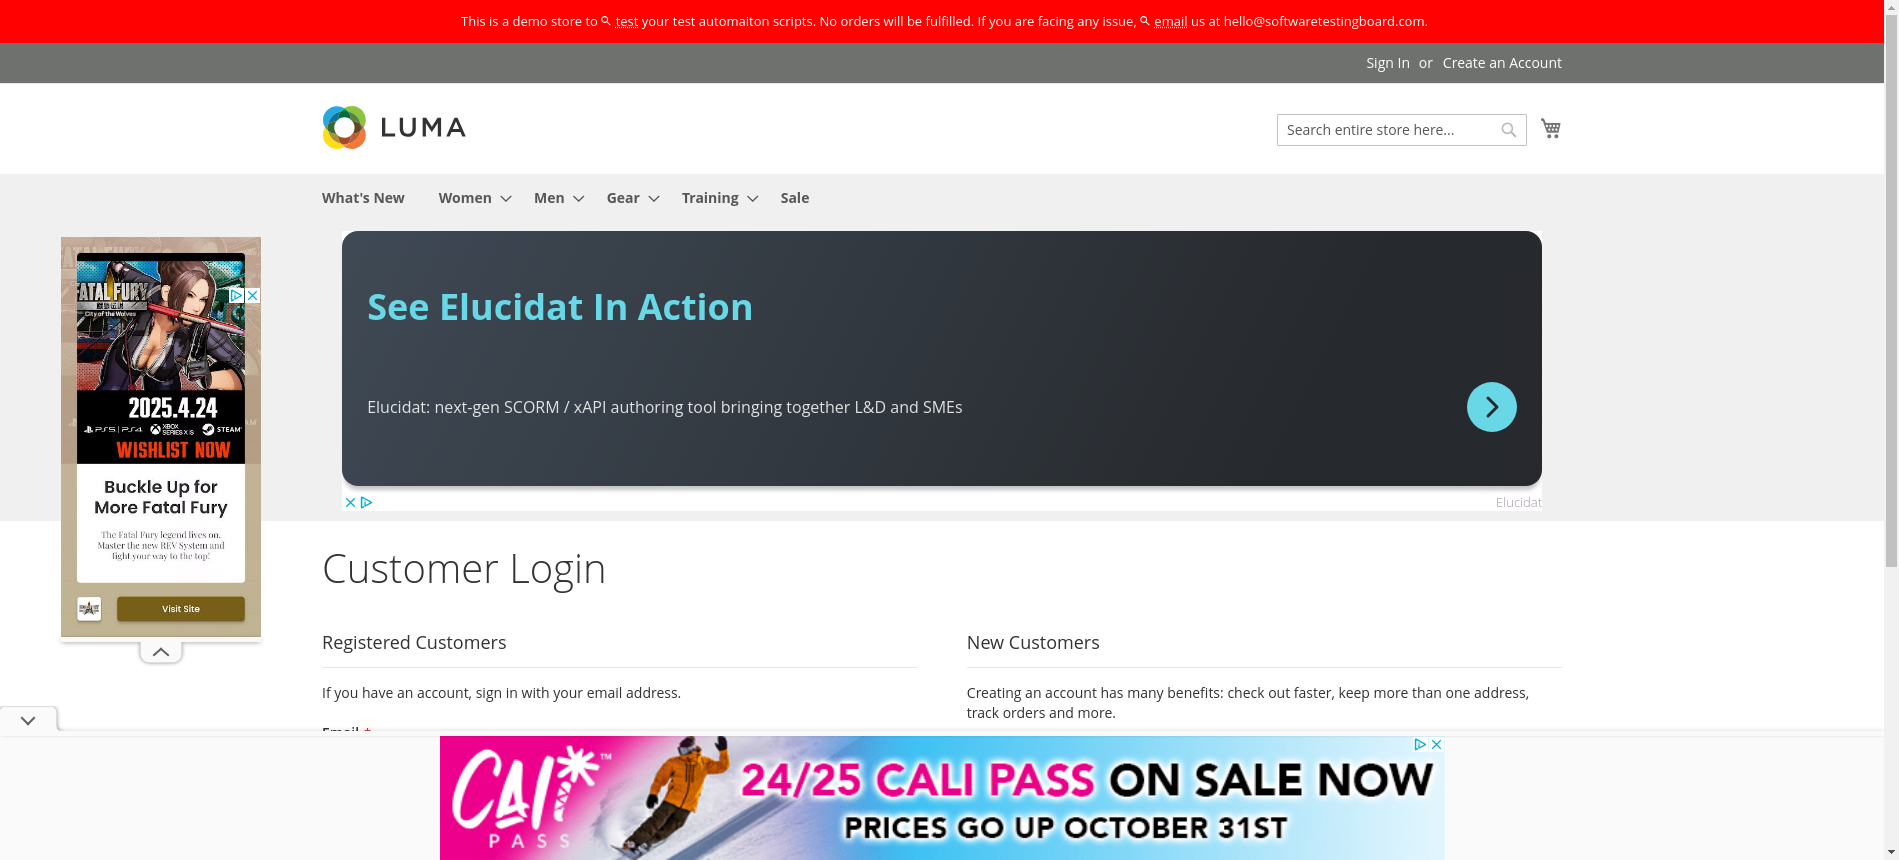 This is a demo store to test your test automaiton scripts. No orders will be fulfilled. If you are facing any issue, email us at hello@softwaretestingboard.com.
Sign In or Create an Account
LUMA
Search entire store here...
What's New Women Men Gear Training Sale
FATAL FURY
City of the Wolves
2025.4.24
PS5 | PS4 XBOX SERIES X|S STEAM
WISHLIST NOW
Buckle Up for
More Fatal Fury
The Fatal Fury legend lives on.
Master the new REV System and
fight your way to the top!
Visit Site
See Elucidat In Action
Elucidat: next-gen SCORM / xAPI authoring tool bringing together L&D and SMEs
Elucidat
Customer Login
Registered Customers
If you have an account, sign in with your email address.
Email *
New Customers
Creating an account has many benefits: check out faster, keep more than one address,
track orders and more.
CALI PASS™
24/25 CALI PASS ON SALE NOW
PRICES GO UP OCTOBER 31ST